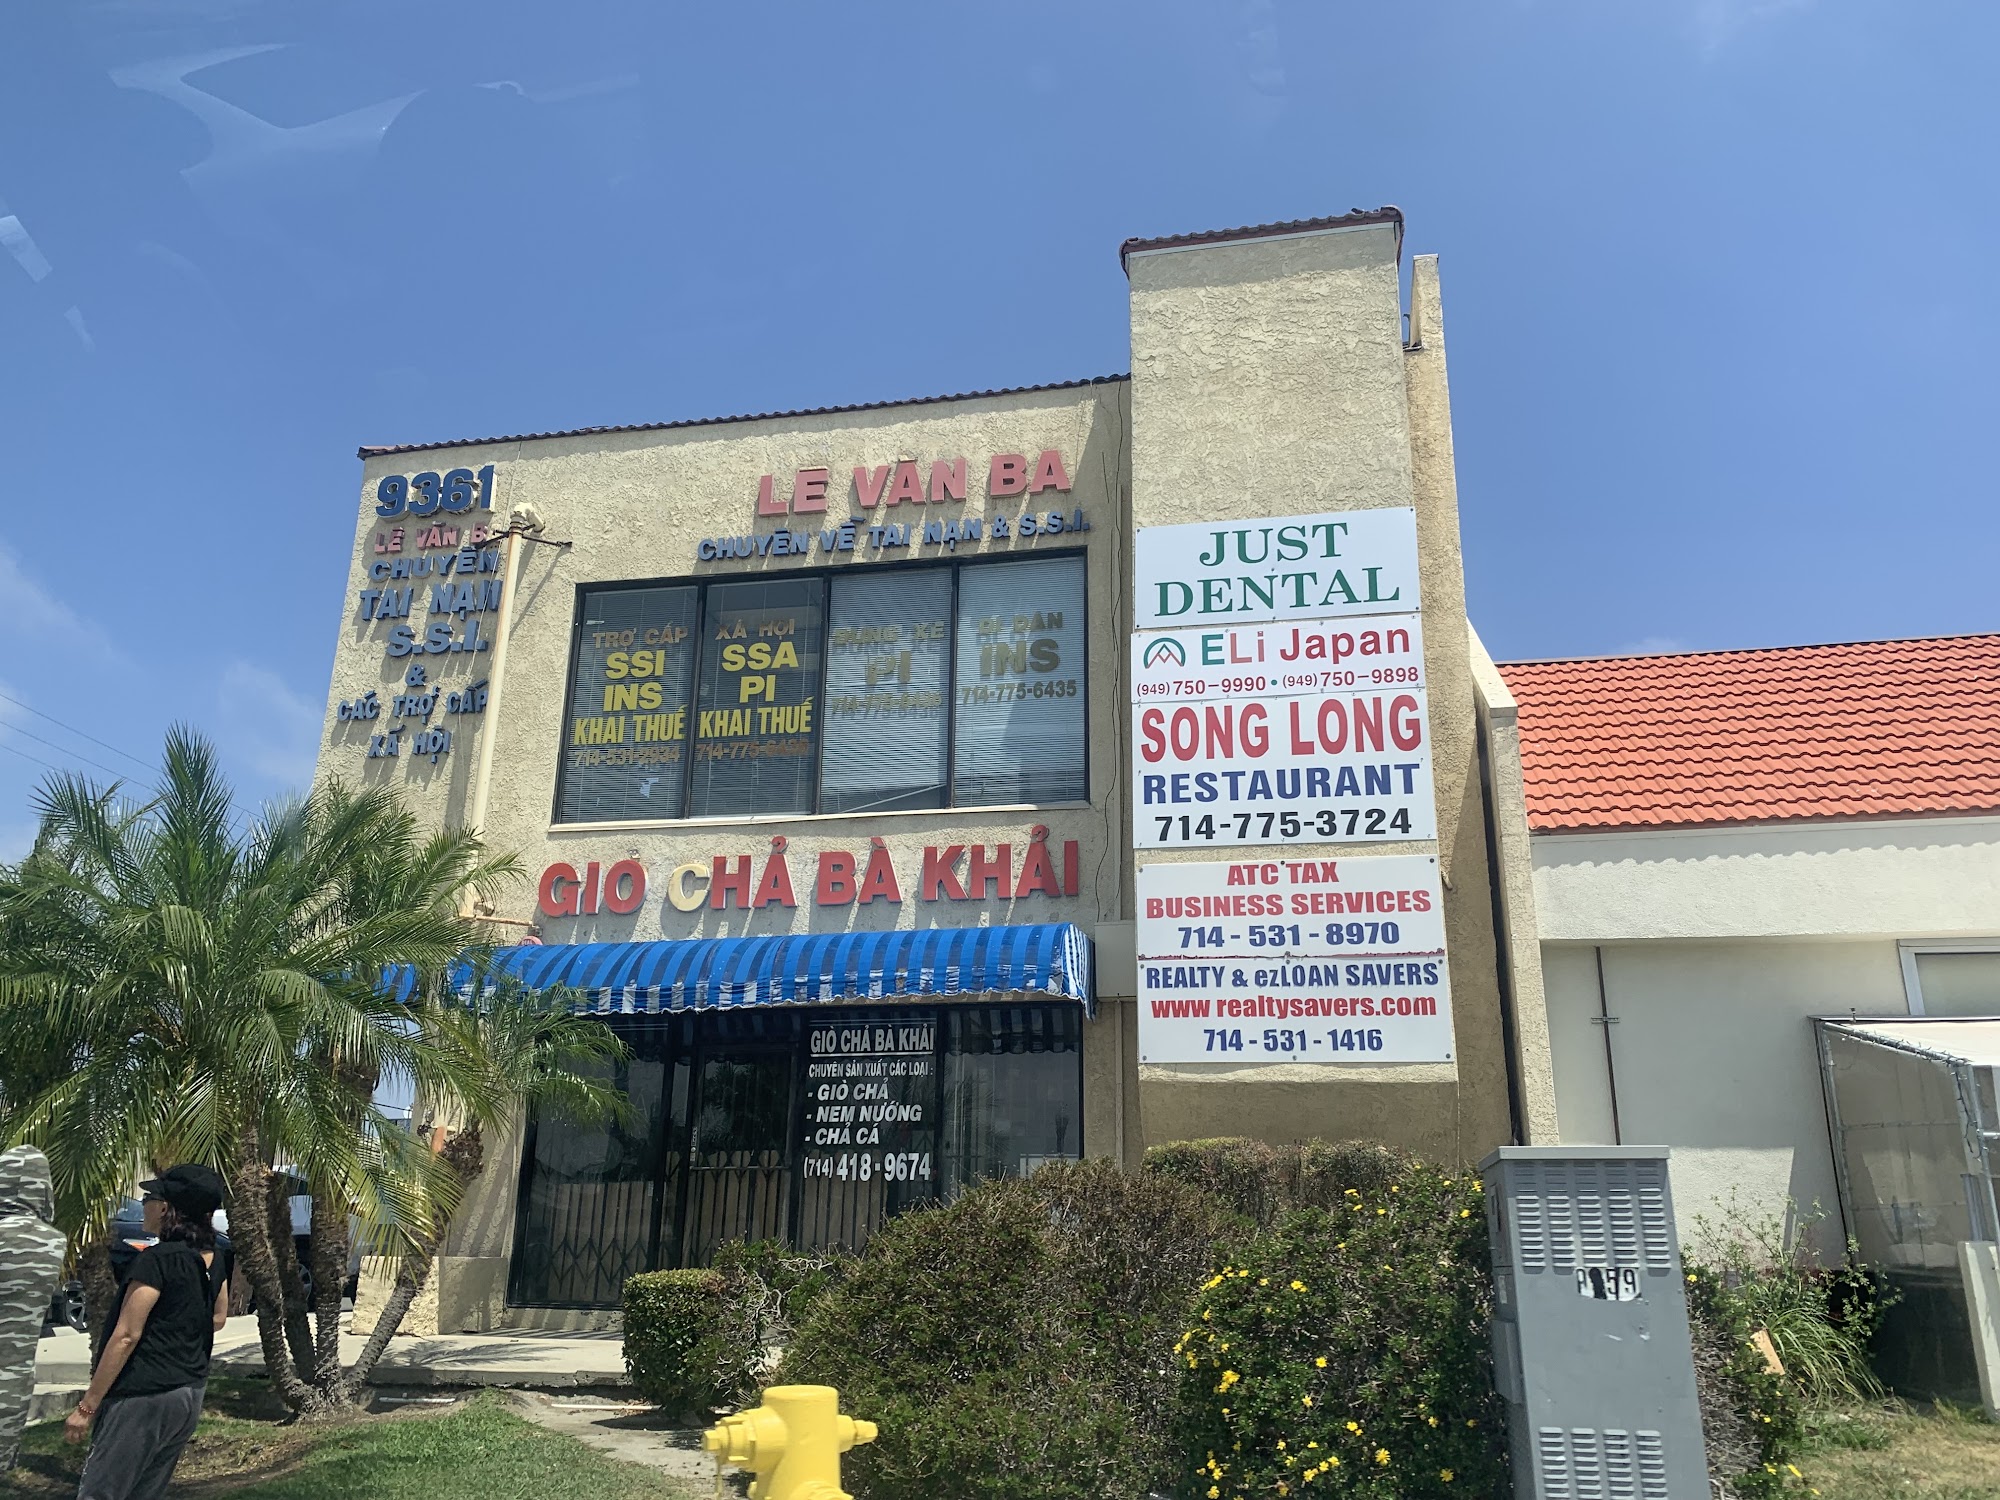 9361
LÊ VĂN B
CHUYÊN
TAI NẠN
S.S.I.
&
CÁC TRỢ CẤP
XÃ HỘI
LÊ VĂN BA
CHUYÊN VỀ TAI NẠN & S.S.I.
TRỢ CẤP
SSI
INS
KHAI THUẾ
XÃ HỘI
SSA
PI
KHAI THUẾ
ĐỤNG XE
PI
INS
714-775-6435
GIÒ CHẢ BÀ KHẢI
GIÒ CHẢ BÀ KHẢI
CHUYÊN SẢN XUẤT CÁC LOẠI :
- GIÒ CHẢ
- NEM NƯỚNG
- CHẢ CÁ
(714) 418-9674
JUST
DENTAL
ELi Japan
(949) 750-9990 • (949) 750-9898
SONG LONG
RESTAURANT
714-775-3724
ATC TAX
BUSINESS SERVICES
714 - 531 - 8970
REALTY & ezLOAN SAVERS
www.realtysavers.com
714 - 531 - 1416